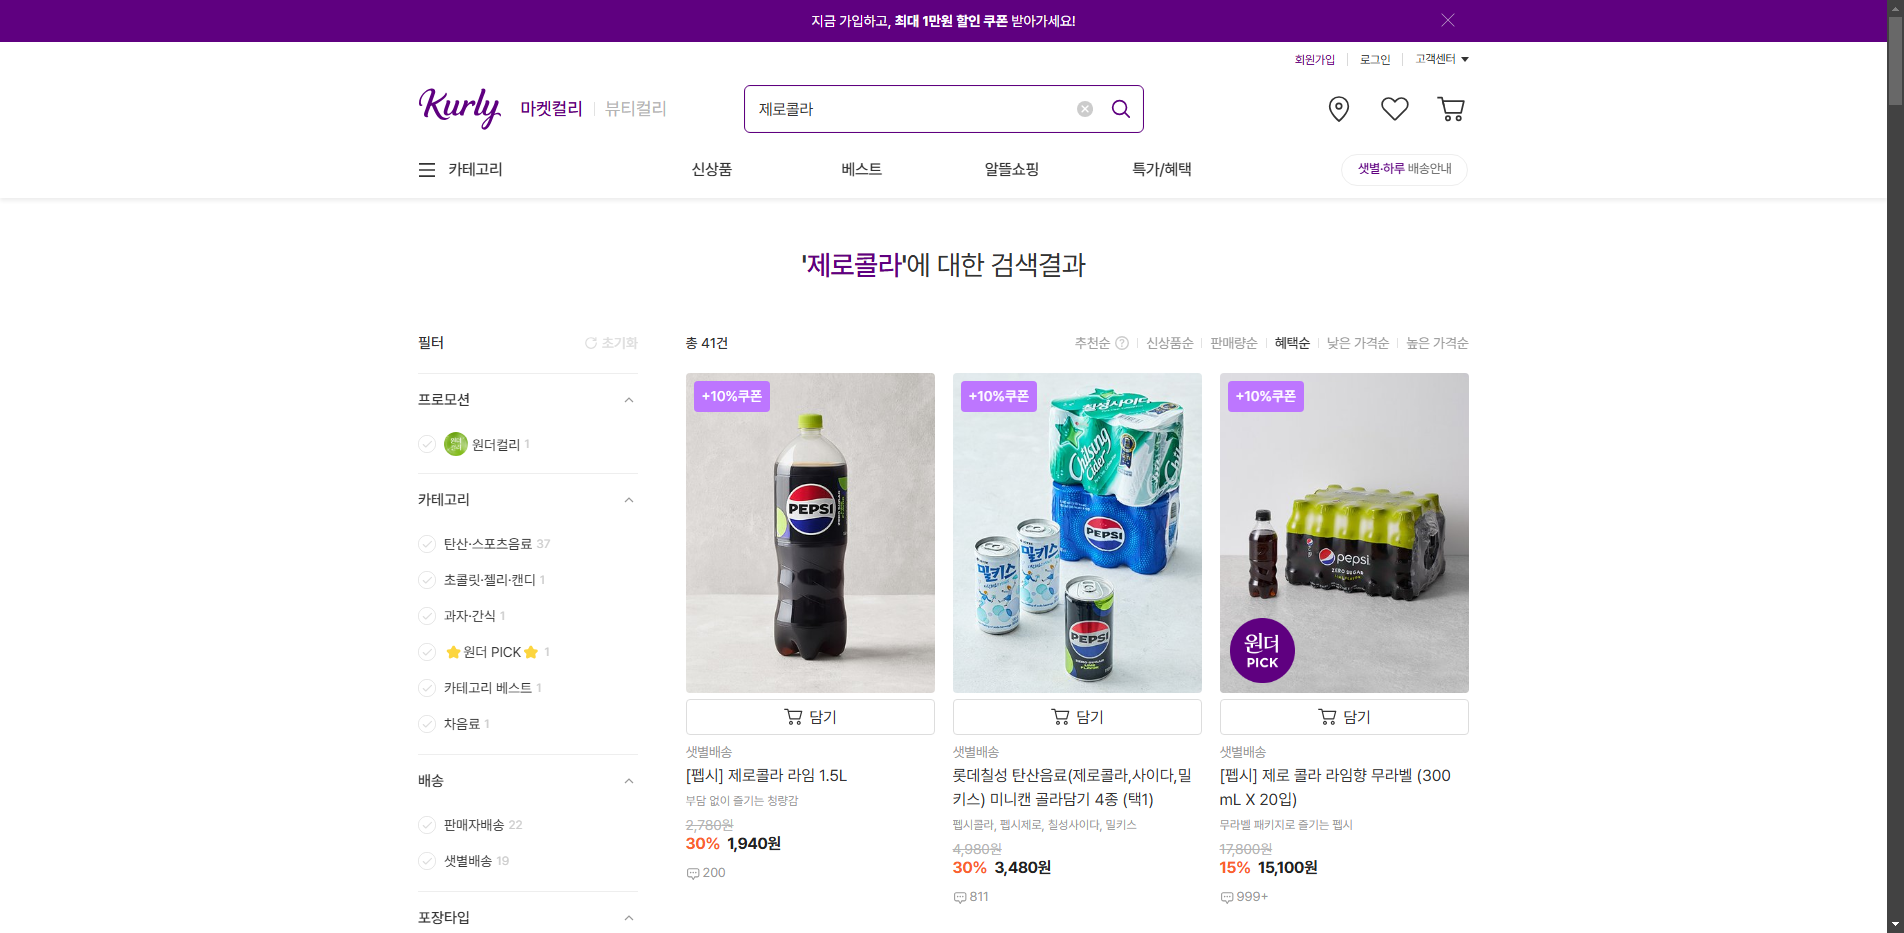 지금 가입하고, 최대 1만원 할인 쿠폰 받아가세요!
회원가입 로그인 고객센터
Kurly 마켓컬리 뷰티컬리
제로콜라
카테고리 신상품 베스트 알뜰쇼핑 특가/혜택 샛별·하루 배송안내
'제로콜라'에 대한 검색결과
필터 초기화
총 41건 추천순 ? 신상품순 판매량순 혜택순 낮은 가격순 높은 가격순
프로모션
원더컬리 1
카테고리
탄산·스포츠음료 37
초콜릿·젤리·캔디 1
과자·간식 1
⭐원더 PICK⭐ 1
카테고리 베스트 1
차음료 1
배송
판매자배송 22
샛별배송 19
포장타입
+10%쿠폰
PEPSI
담기
샛별배송
[펩시] 제로콜라 라임 1.5L
부담 없이 즐기는 청량감
2,780원
30% 1,940원
200
+10%쿠폰
칠성사이다
Chilsung
Cider
PEPSI
밀키스
밀키스
PEPSI
담기
샛별배송
롯데칠성 탄산음료(제로콜라,사이다,밀
키스) 미니캔 골라담기 4종 (택1)
펩시콜라, 펩시제로, 칠성사이다, 밀키스
4,980원
30% 3,480원
811
+10%쿠폰
pepsi
ZERO SUGAR
원더
PICK
담기
샛별배송
[펩시] 제로 콜라 라임향 무라벨 (300
mL X 20입)
무라벨 패키지로 즐기는 펩시
17,800원
15% 15,100원
999+